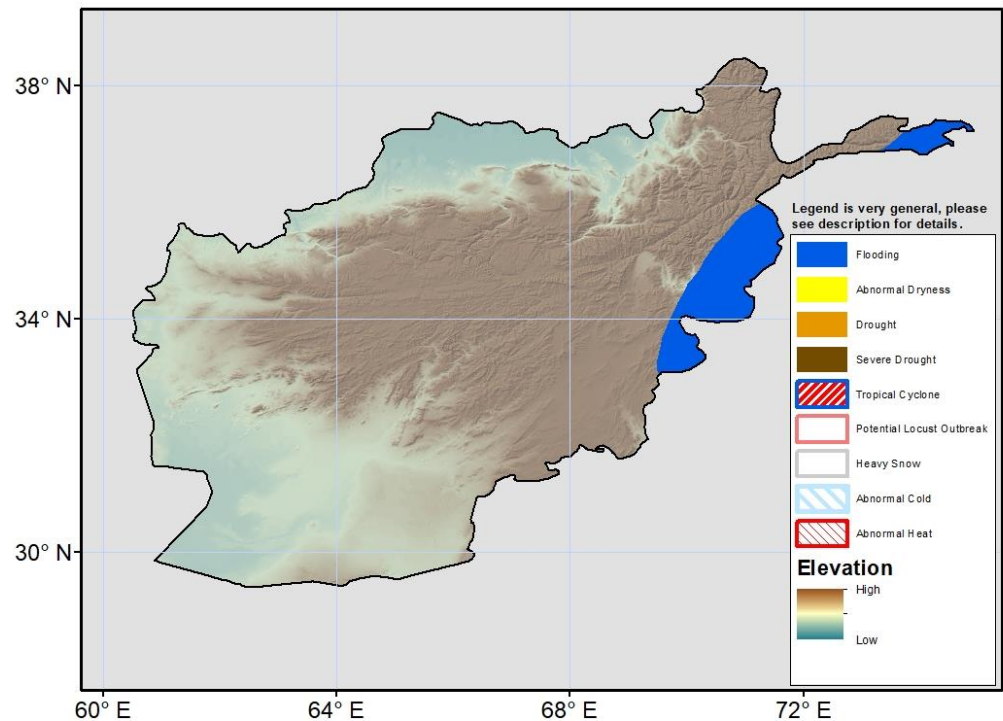 38° N
34° N
30° N
60° E
64° E
68° E
72° E
Legend is very general, please
see description for details.
Flooding
Abnormal Dryness
Drought
Severe Drought
Tropical Cyclone
Potential Locust Outbreak
Heavy Snow
Abnormal Cold
Abnormal Heat
Elevation
High
Low